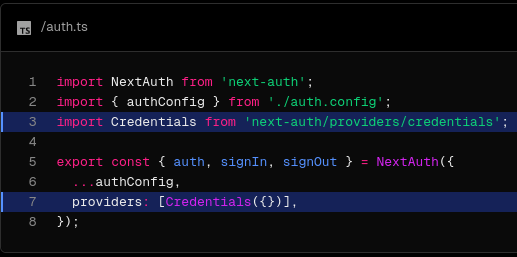 TS /auth.ts
1 import NextAuth from 'next-auth';
2 import { authConfig } from './auth.config';
3 import Credentials from 'next-auth/providers/credentials';
4
5 export const { auth, signIn, signOut } = NextAuth({
6   ...authConfig,
7   providers: [Credentials({})],
8 });